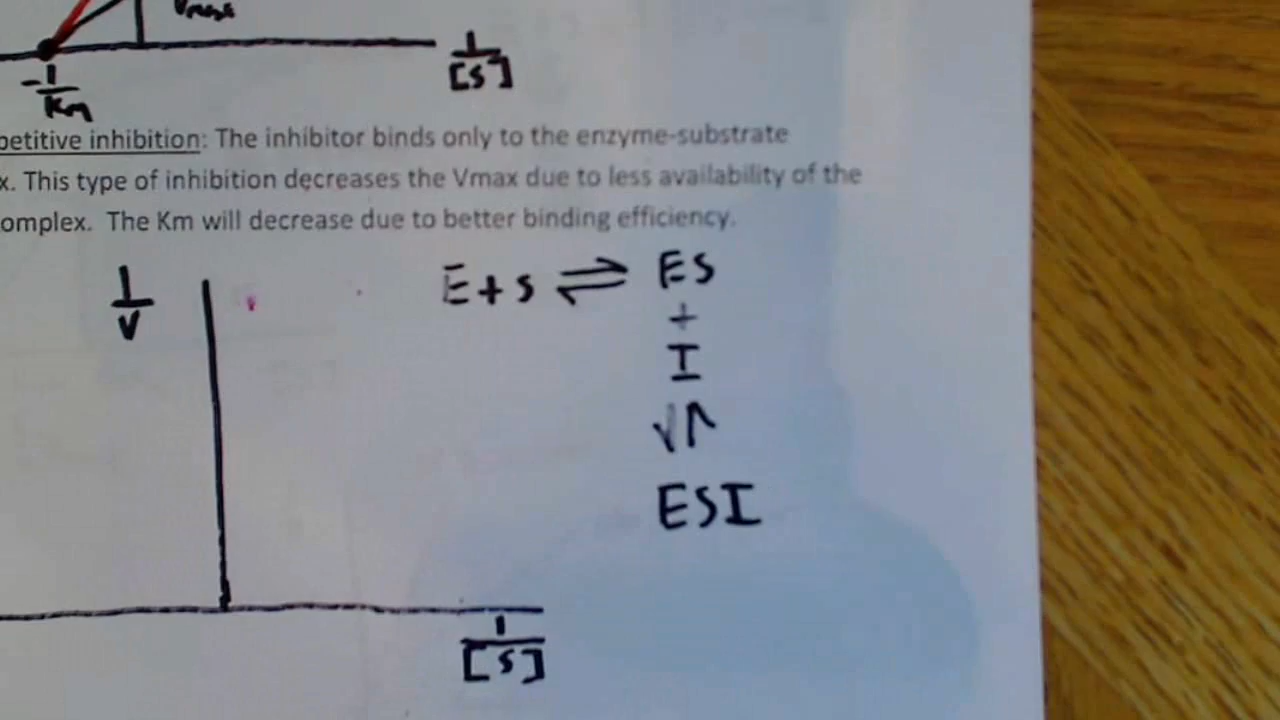 Vmax
1
[S]
-1
Km
petitive inhibition: The inhibitor binds only to the enzyme-substrate
x. This type of inhibition decreases the Vmax due to less availability of the
omplex. The Km will decrease due to better binding efficiency.
1
V
E+S ⇌ ES
+
I
ESI
1
[S]